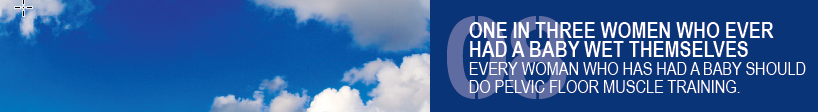 ONE IN THREE WOMEN WHO EVER
HAD A BABY WET THEMSELVES
EVERY WOMAN WHO HAS HAD A BABY SHOULD
DO PELVIC FLOOR MUSCLE TRAINING.